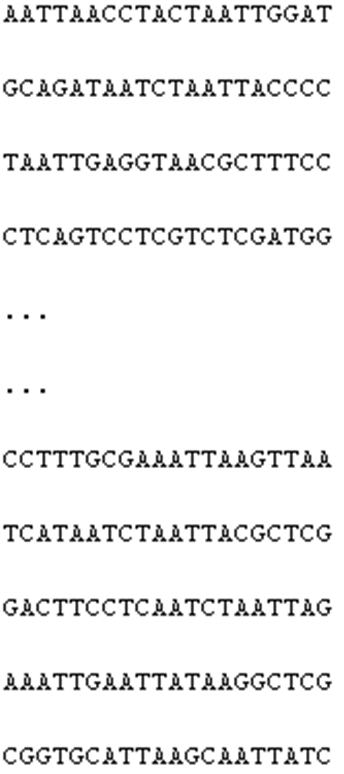 AATTAACCTACTAATTGGAT
GCAGATAATCTAATTACCCC
TAATTGAGGTAACGCTTTCC
CTCAGTCCTCGTCTCGATGG
...
...
CCTTTGCGAAATTAAGTTAA
TCATAATCTAATTACGCTCG
GACTTCCTCAATCTAATTAG
AAATTGAATTATAAGGCTCG
CGGTGCATTAAGCAATTATC